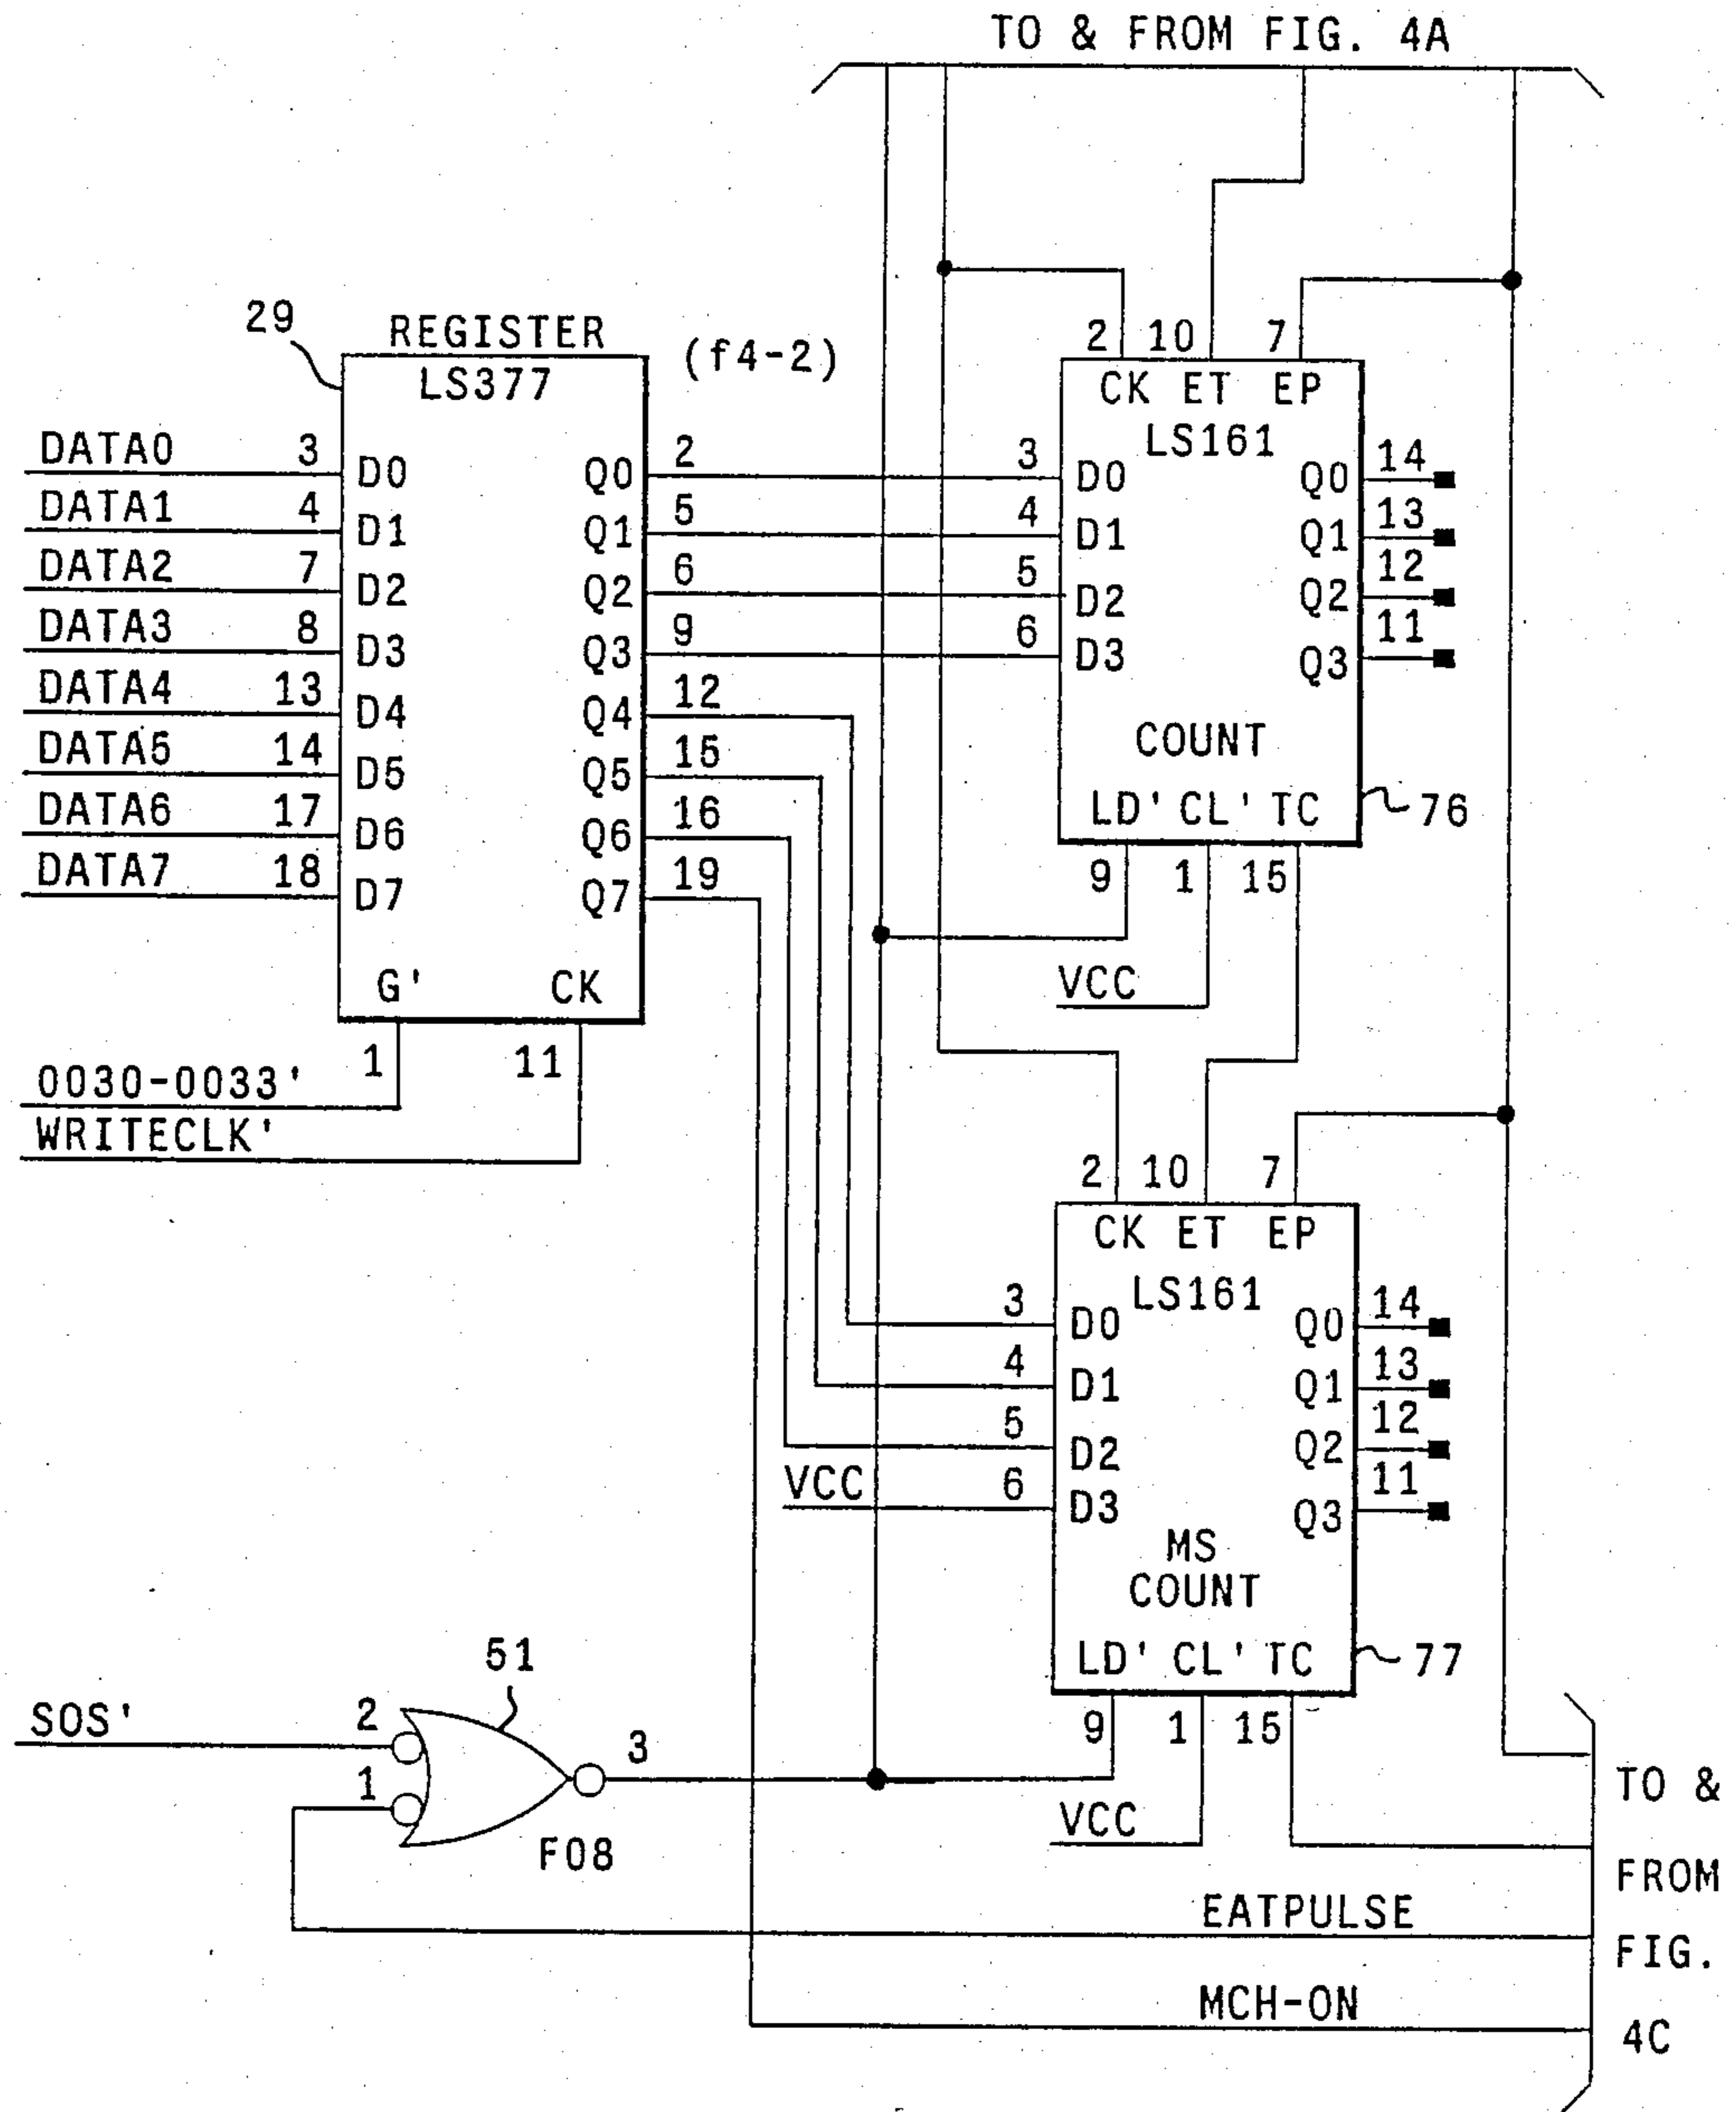 TO & FROM FIG. 4A
29
REGISTER
LS377
(f4-2)
DATA0 3 D0 Q0 2
DATA1 4 D1 Q1 5
DATA2 7 D2 Q2 6
DATA3 8 D3 Q3 9
DATA4 13 D4 Q4 12
DATA5 14 D5 Q5 15
DATA6 17 D6 Q6 16
DATA7 18 D7 Q7 19
G' CK
1 11
0030-0033'
WRITECLK'
2 10 7
CK ET EP
LS161
3 D0 Q0 14
4 D1 Q1 13
5 D2 Q2 12
6 D3 Q3 11
COUNT
LD' CL' TC
76
9 1 15
VCC
2 10 7
CK ET EP
LS161
3 D0 Q0 14
4 D1 Q1 13
5 D2 Q2 12
VCC 6 D3 Q3 11
MS
COUNT
LD' CL' TC
77
9 1 15
VCC
51
SOS' 2
1
3
F08
EATPULSE
MCH-ON
TO &
FROM
FIG.
4C